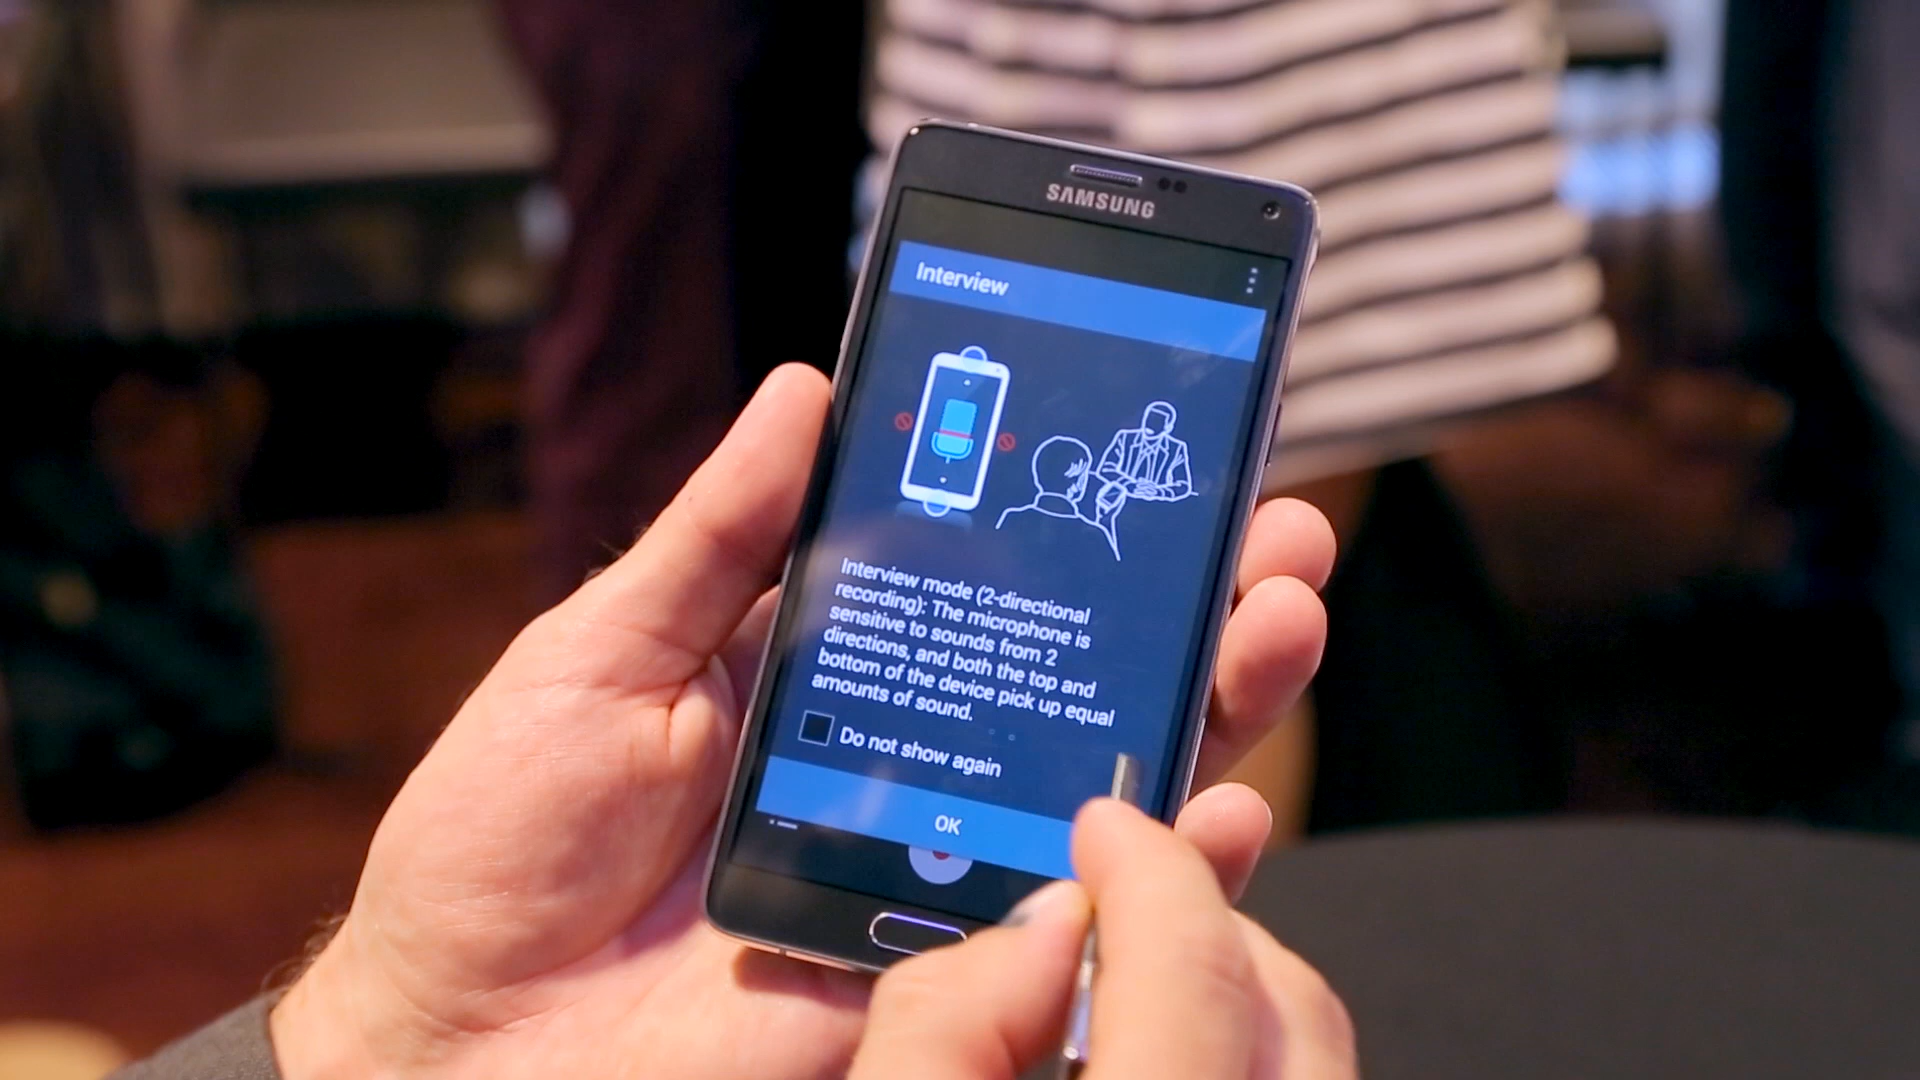 SAMSUNG
Interview
Interview mode (2-directional
recording): The microphone is
sensitive to sounds from 2
directions, and both the top and
bottom of the device pick up equal
amounts of sound.
Do not show again
OK